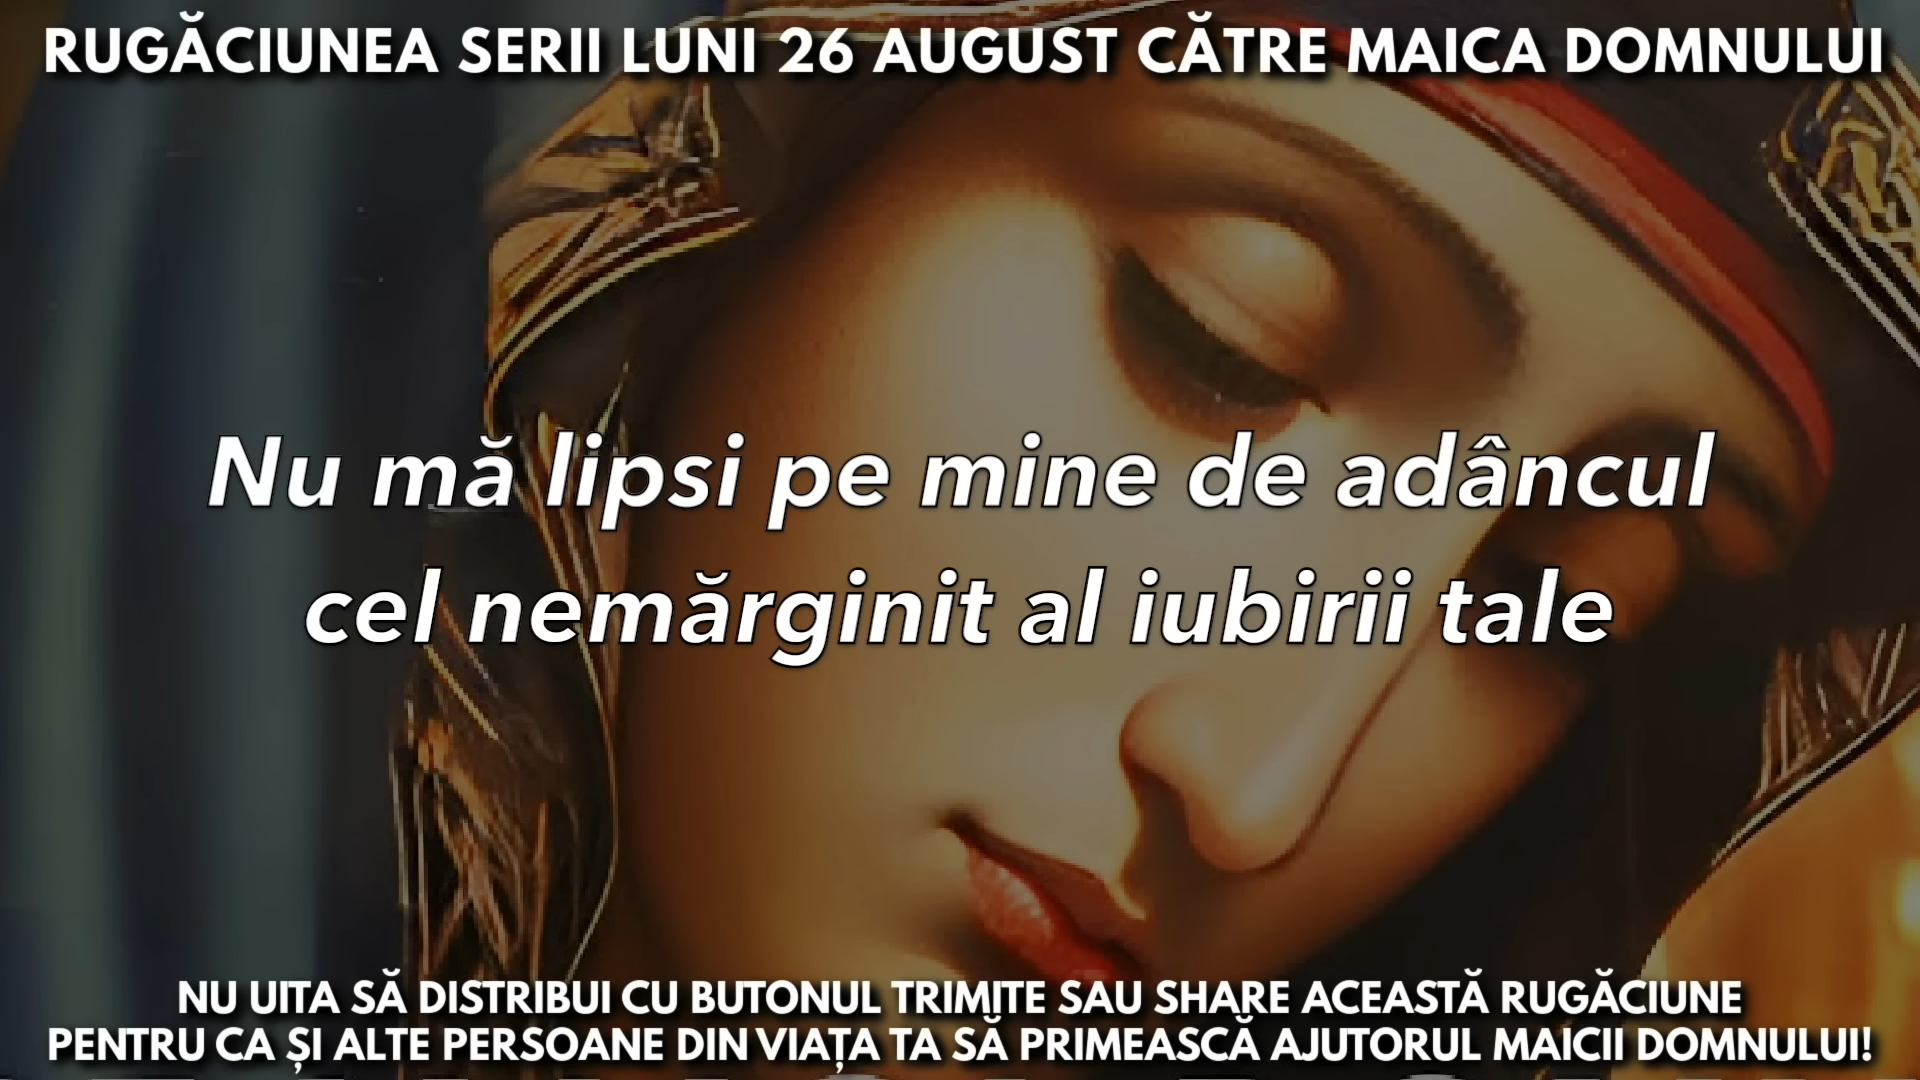 RUGĂCIUNEA SERII LUNI 26 AUGUST CĂTRE MAICA DOMNULUI
Nu mă lipsi pe mine de adâncul
cel nemărginit al iubirii tale
NU UITA SĂ DISTRIBUI CU BUTONUL TRIMITE SAU SHARE ACEASTĂ RUGĂCIUNE
PENTRU CA ȘI ALTE PERSOANE DIN VIAȚA TA SĂ PRIMEASCĂ AJUTORUL MAICII DOMNULUI!